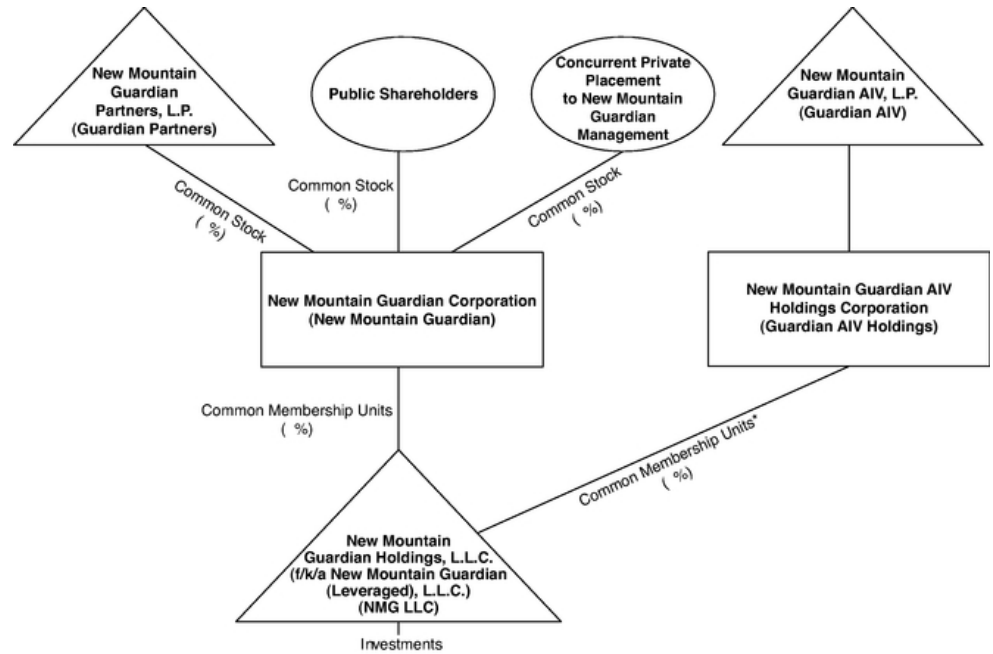 New Mountain
Guardian
Partners, L.P.
(Guardian Partners)
Public Shareholders
Concurrent Private
Placement
to New Mountain
Guardian
Management
New Mountain
Guardian AIV, L.P.
(Guardian AIV)
Common Stock
( %)
Common Stock
( %)
Common Stock
( %)
New Mountain Guardian Corporation
(New Mountain Guardian)
New Mountain Guardian AIV
Holdings Corporation
(Guardian AIV Holdings)
Common Membership Units
( %)
Common Membership Units*
( %)
New Mountain
Guardian Holdings, L.L.C.
(f/k/a New Mountain Guardian
(Leveraged), L.L.C.)
(NMG LLC)
Investments